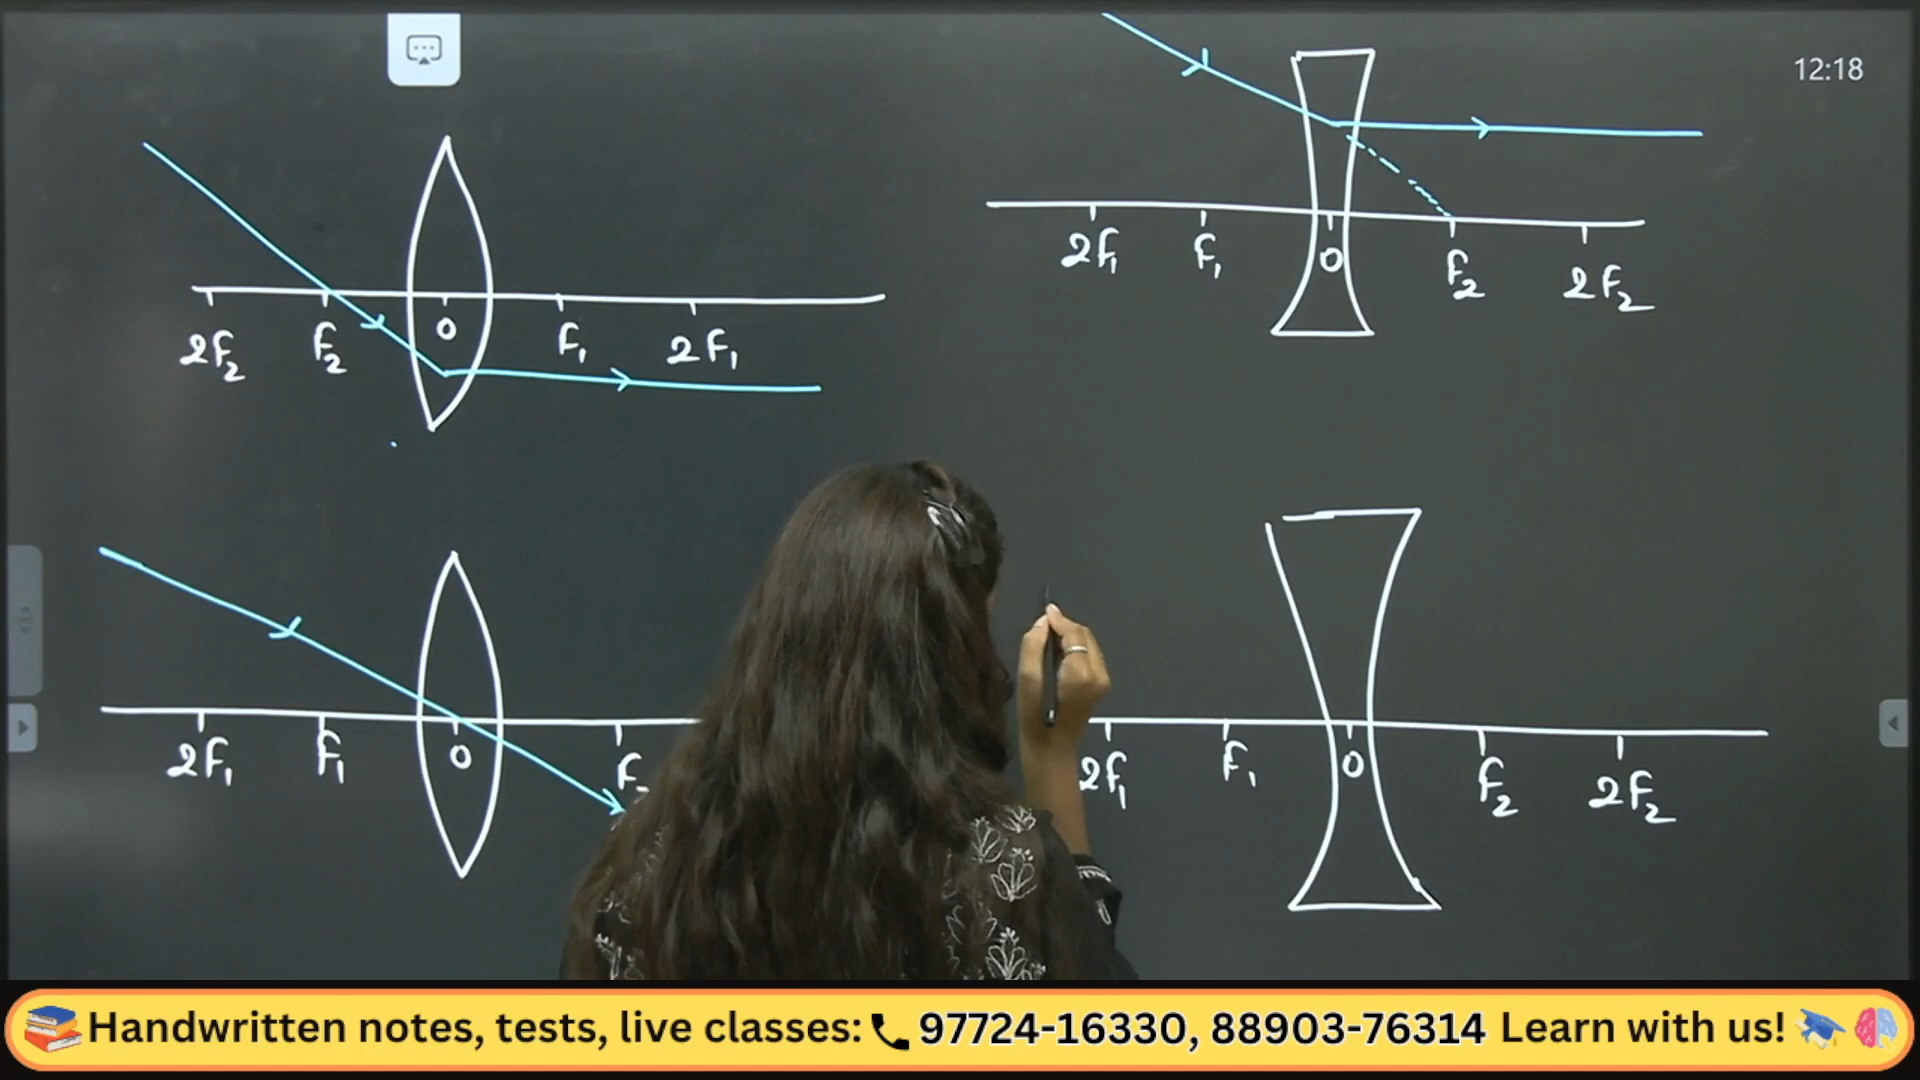 12:18
2F₂ F₂ O F₁ 2F₁
2F₁ F₁ O F₂ 2F₂
2F₁ F₁ O F
2F₁ F₁ O F₂ 2F₂
Handwritten notes, tests, live classes: 97724-16330, 88903-76314 Learn with us!